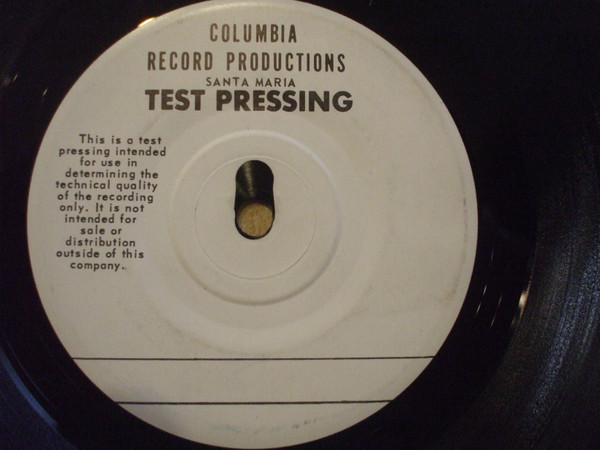 COLUMBIA
RECORD PRODUCTIONS
SANTA MARIA
TEST PRESSING
This is a test
pressing intended
for use in
determining the
technical quality
of the recording
only. It is not
intended for
sale or
distribution
outside of this
company.